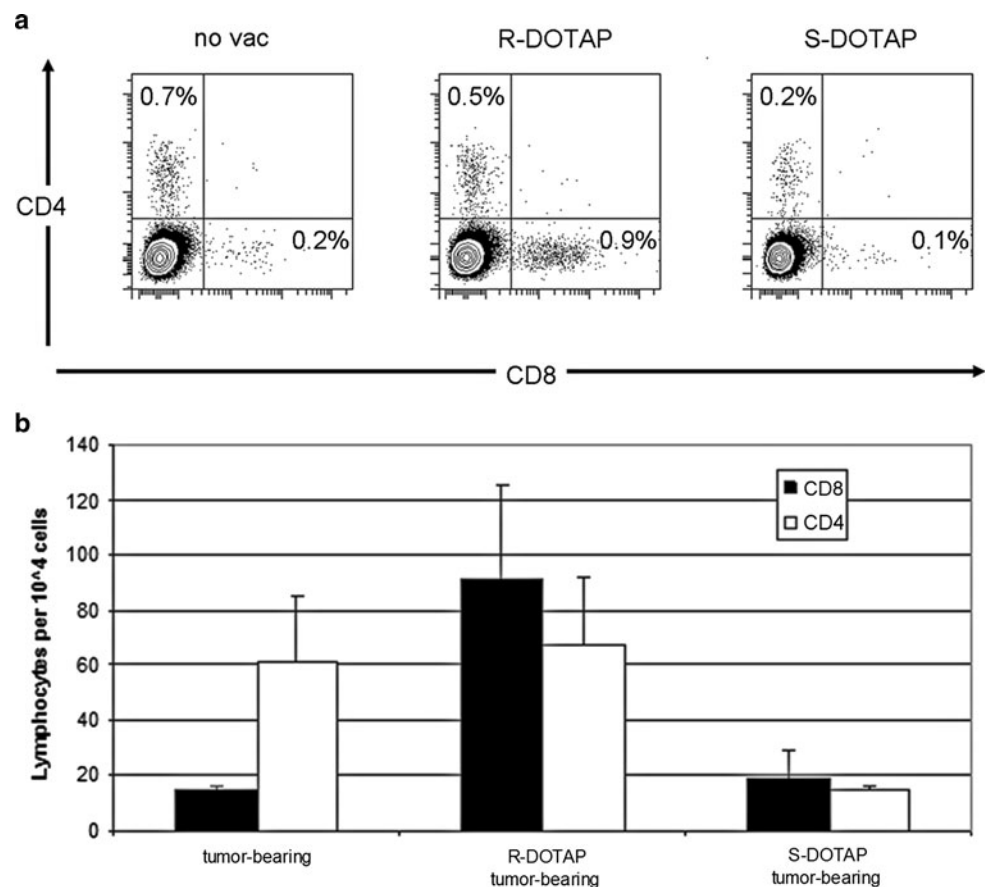 a
no vac
R-DOTAP
S-DOTAP
0.7%
0.5%
0.2%
CD4
0.2%
0.9%
0.1%
CD8
b
140
120
100
80
60
40
20
0
Lymphocytes per 10^4 cells
CD8
CD4
tumor-bearing
R-DOTAP
tumor-bearing
S-DOTAP
tumor-bearing